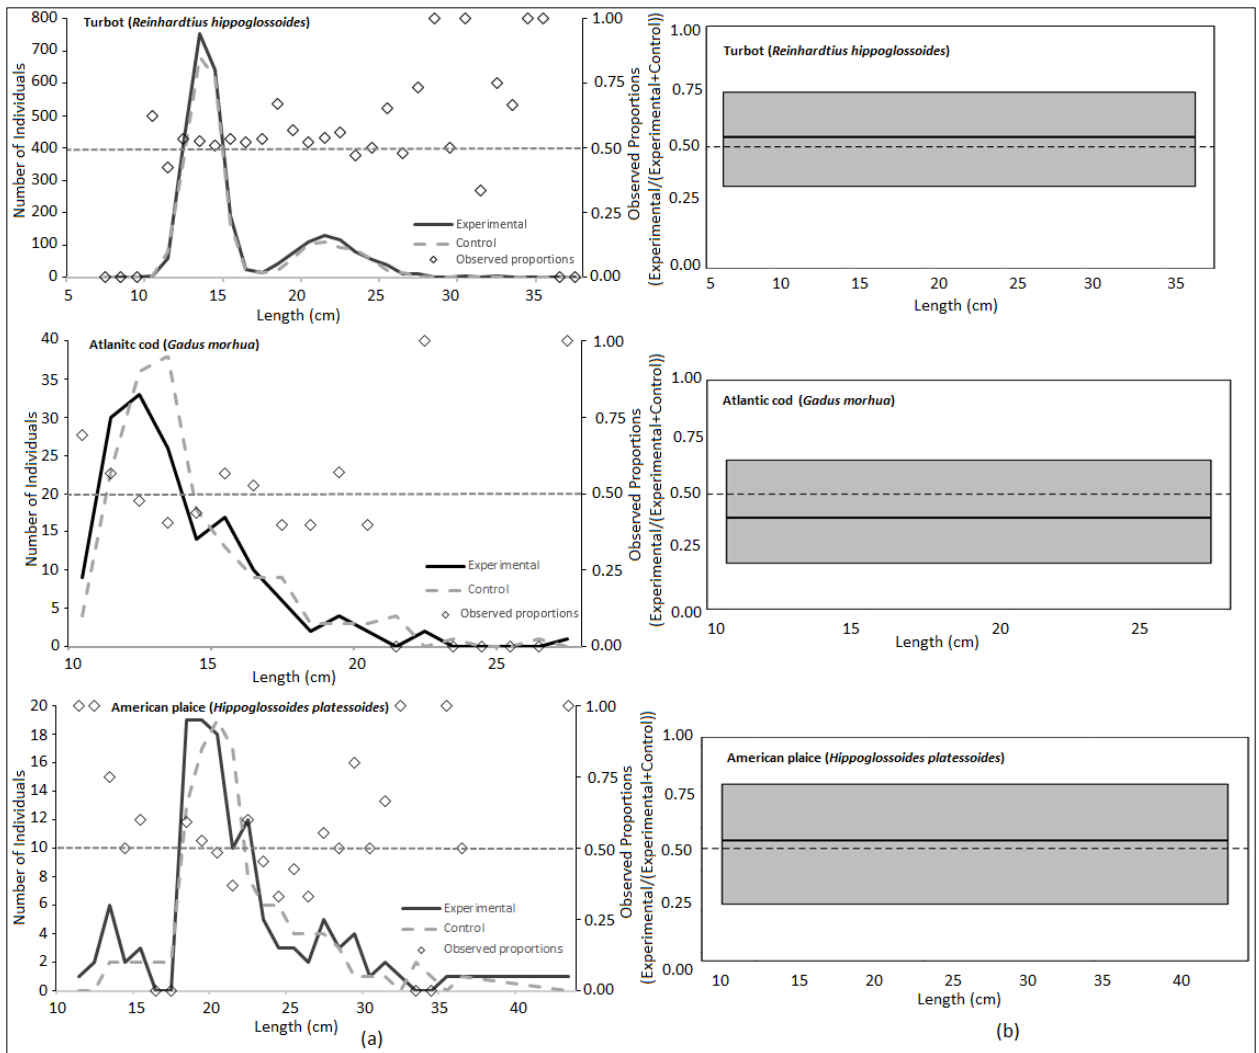 Turbot (Reinhardtius hippoglossoides)
Number of Individuals
800
700
600
500
400
300
200
100
0
5 10 15 20 25 30 35
Length (cm)
1.00
0.75
0.50
0.25
0.00
Observed Proportions
Experimental
Control
Observed proportions
Turbot (Reinhardtius hippoglossoides)
(Experimental/(Experimental+Control))
1.00
0.75
0.50
0.25
0.00
5 10 15 20 25 30 35
Length (cm)
Atlanitc cod (Gadus morhua)
Number of Individuals
40
35
30
25
20
15
10
5
0
10 15 20 25
Length (cm)
1.00
0.75
0.50
0.25
0.00
Observed Proportions
Experimental
Control
Observed proportions
Atlantic cod (Gadus morhua)
(Experimental/(Experimental+Control))
1.00
0.75
0.50
0.25
0.00
10 15 20 25
Length (cm)
American plaice (Hippoglossoides platessoides)
Number of Individuals
20
18
16
14
12
10
8
6
4
2
0
10 15 20 25 30 35 40
Length (cm)
1.00
0.75
0.50
0.25
0.00
Observed Proportions
Experimental
Control
Observed proportions
(a)
American plaice (Hippoglossoides platessoides)
(Experimental/(Experimental+Control))
1.00
0.75
0.50
0.25
0.00
10 15 20 25 30 35 40
Length (cm)
(b)